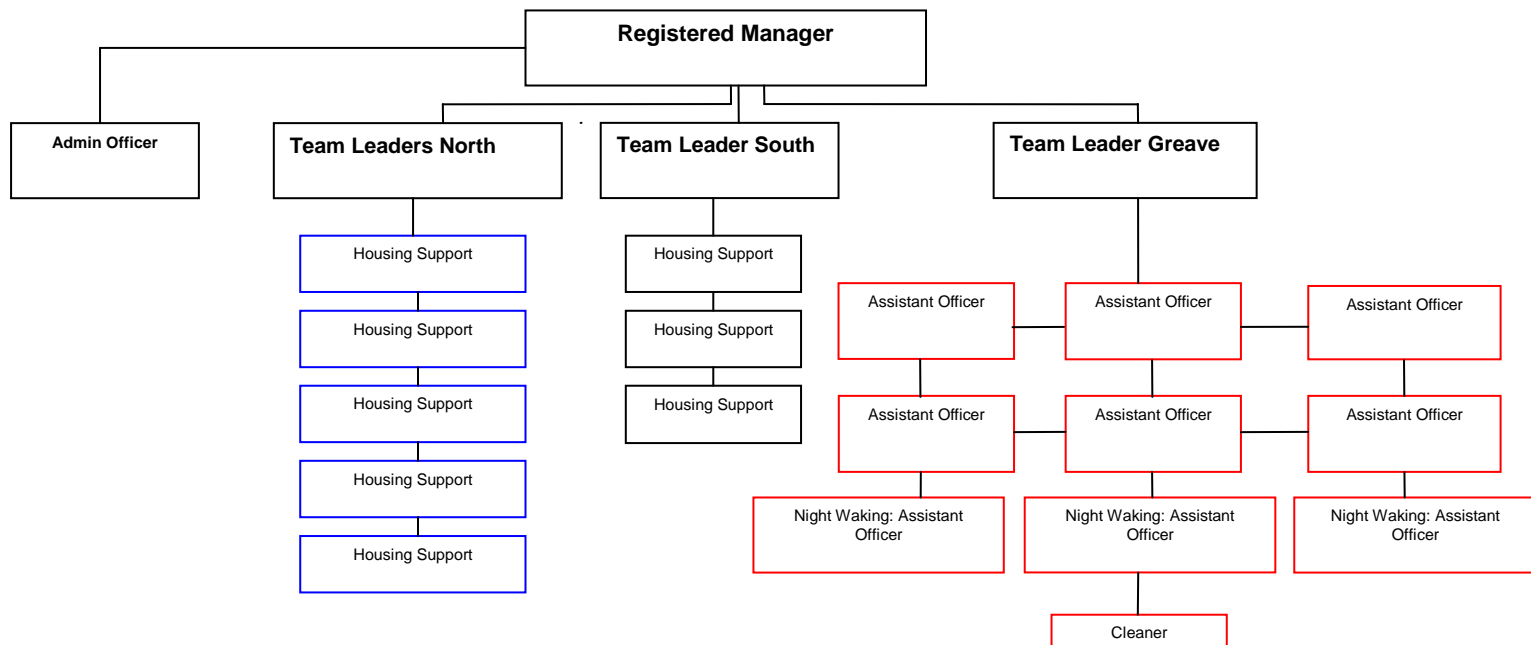 Registered Manager
Admin Officer
Team Leaders North
Team Leader South
Team Leader Greave
Housing Support
Housing Support
Housing Support
Housing Support
Housing Support
Housing Support
Housing Support
Housing Support
Assistant Officer
Assistant Officer
Assistant Officer
Assistant Officer
Assistant Officer
Assistant Officer
Night Waking: Assistant
Officer
Night Waking: Assistant
Officer
Night Waking: Assistant
Officer
Cleaner